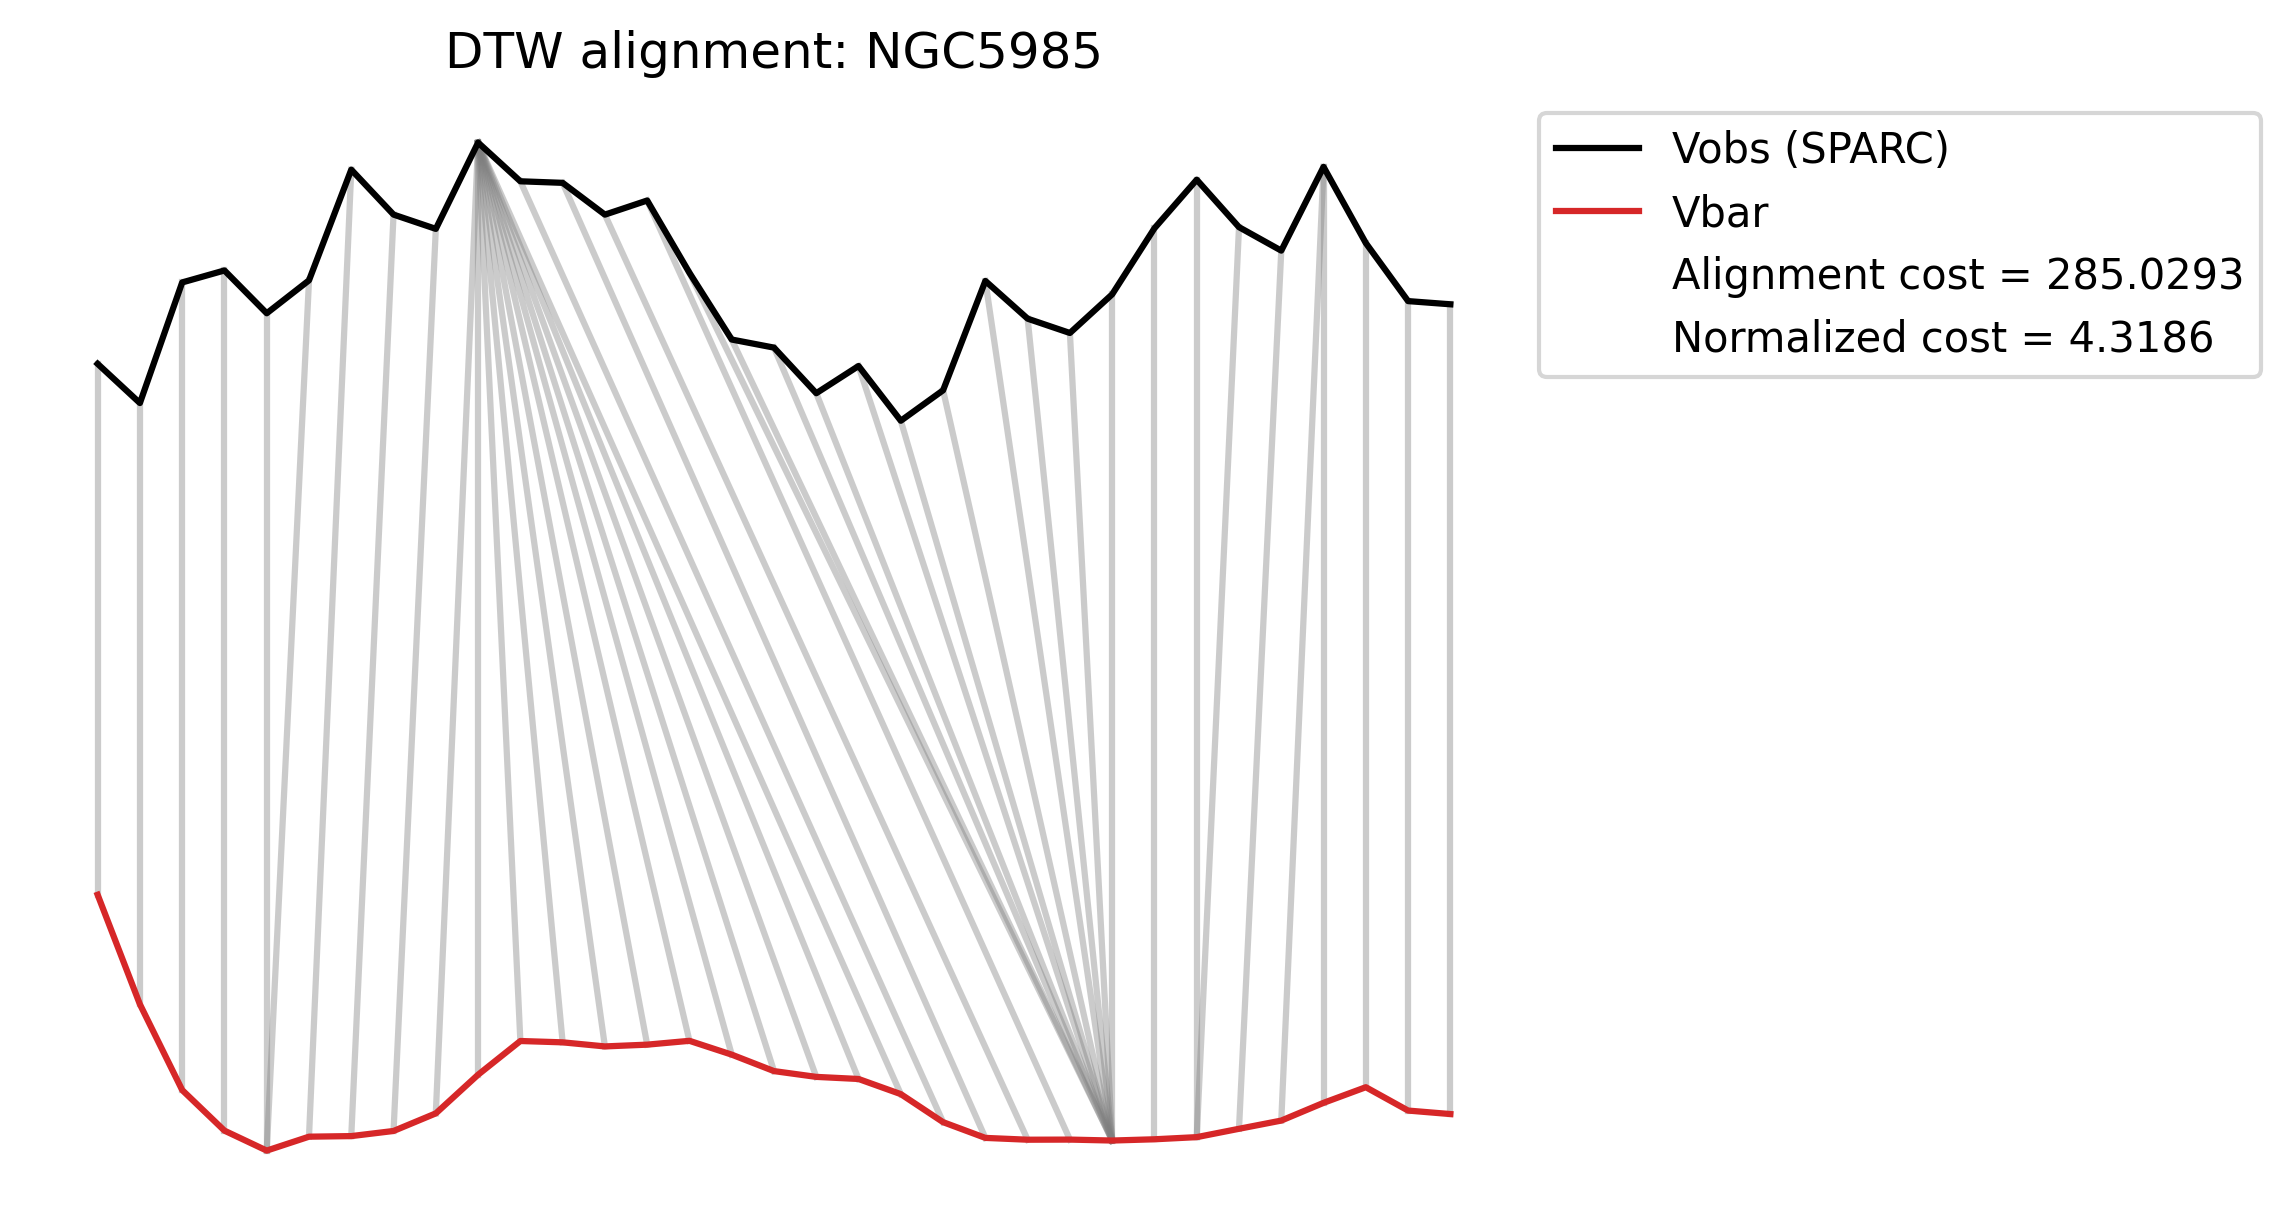 DTW alignment: NGC5985
Vobs (SPARC)
Vbar
Alignment cost = 285.0293
Normalized cost = 4.3186